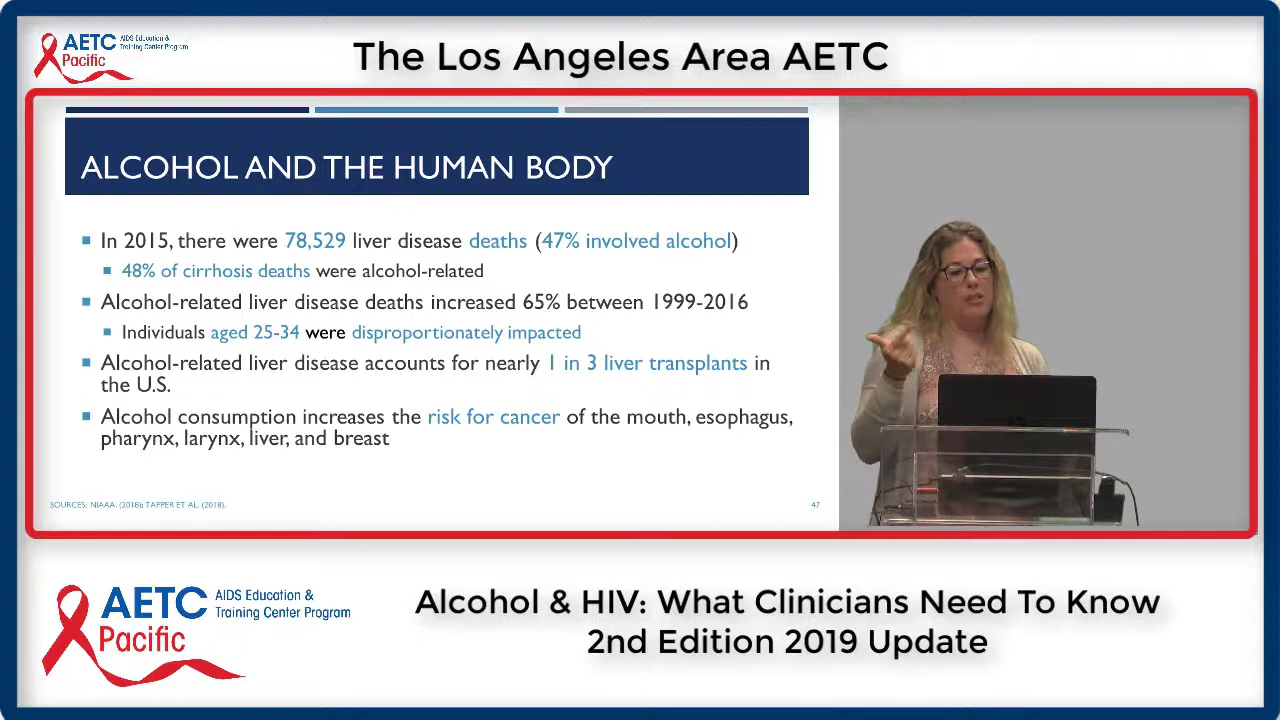 AETC
AIDS Education &
Training Center Program
Pacific
The Los Angeles Area AETC
ALCOHOL AND THE HUMAN BODY
In 2015, there were 78,529 liver disease deaths (47% involved alcohol)
48% of cirrhosis deaths were alcohol-related
Alcohol-related liver disease deaths increased 65% between 1999-2016
Individuals aged 25-34 were disproportionately impacted
Alcohol-related liver disease accounts for nearly 1 in 3 liver transplants in
the U.S.
Alcohol consumption increases the risk for cancer of the mouth, esophagus,
pharynx, larynx, liver, and breast
SOURCES: NIAAA. (2018); TAPPER ET AL. (2018).
47
AETC
AIDS Education &
Training Center Program
Pacific
Alcohol & HIV: What Clinicians Need To Know
2nd Edition 2019 Update